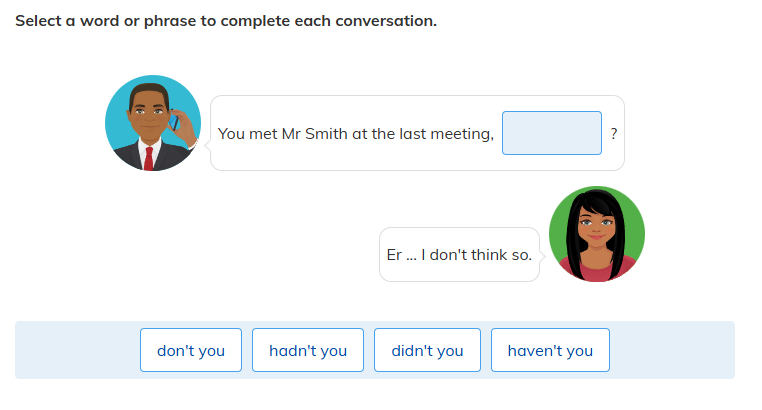 Select a word or phrase to complete each conversation.
You met Mr Smith at the last meeting, ?
Er ... I don't think so.
don't you hadn't you didn't you haven't you